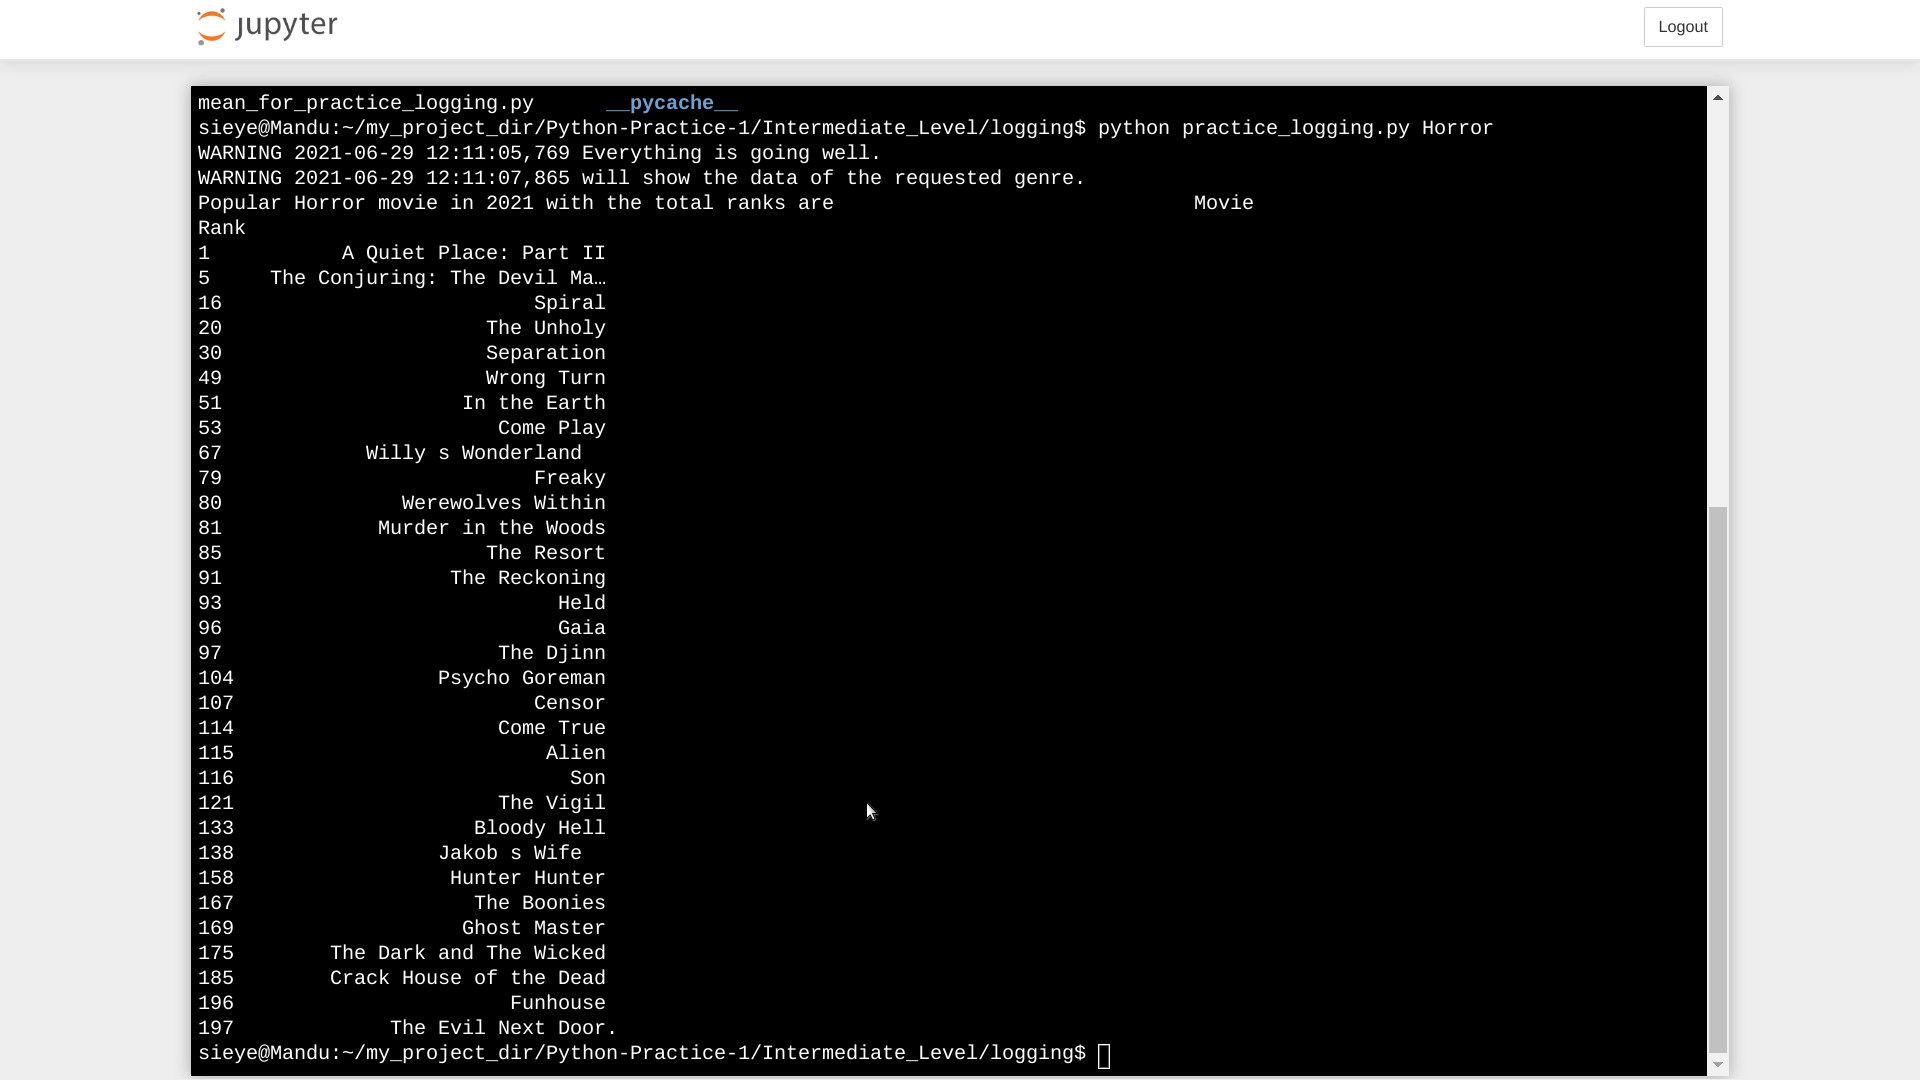 jupyter
Logout
mean_for_practice_logging.py __pycache__
sieye@Mandu:~/my_project_dir/Python-Practice-1/Intermediate_Level/logging$ python practice_logging.py Horror
WARNING 2021-06-29 12:11:05,769 Everything is going well.
WARNING 2021-06-29 12:11:07,865 will show the data of the requested genre.
Popular Horror movie in 2021 with the total ranks are Movie
Rank
1 A Quiet Place: Part II
5 The Conjuring: The Devil Ma…
16 Spiral
20 The Unholy
30 Separation
49 Wrong Turn
51 In the Earth
53 Come Play
67 Willy s Wonderland
79 Freaky
80 Werewolves Within
81 Murder in the Woods
85 The Resort
91 The Reckoning
93 Held
96 Gaia
97 The Djinn
104 Psycho Goreman
107 Censor
114 Come True
115 Alien
116 Son
121 The Vigil
133 Bloody Hell
138 Jakob s Wife
158 Hunter Hunter
167 The Boonies
169 Ghost Master
175 The Dark and The Wicked
185 Crack House of the Dead
196 Funhouse
197 The Evil Next Door.
sieye@Mandu:~/my_project_dir/Python-Practice-1/Intermediate_Level/logging$